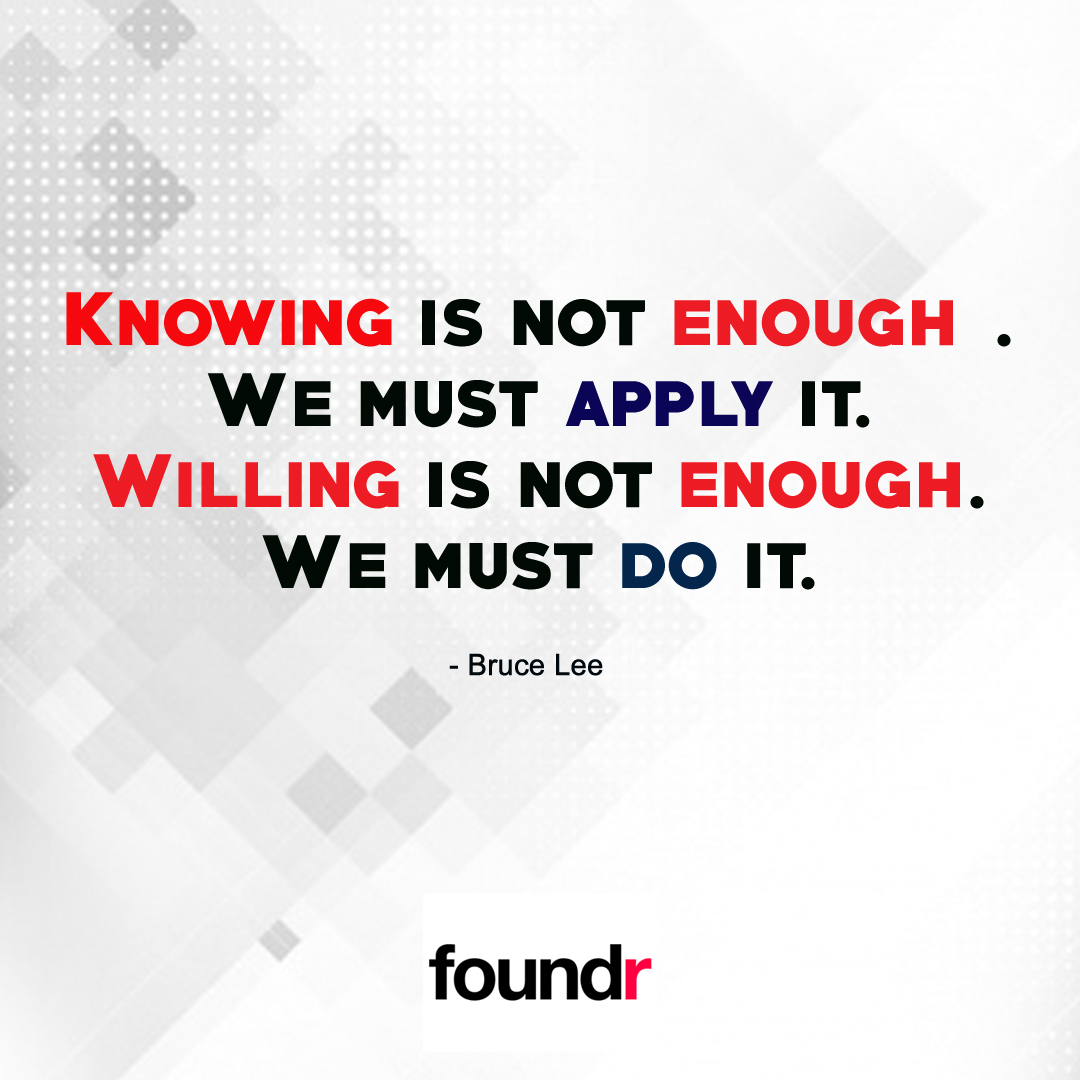 Knowing is not enough .
We must apply it.
Willing is not enough.
We must do it.
- Bruce Lee
foundr